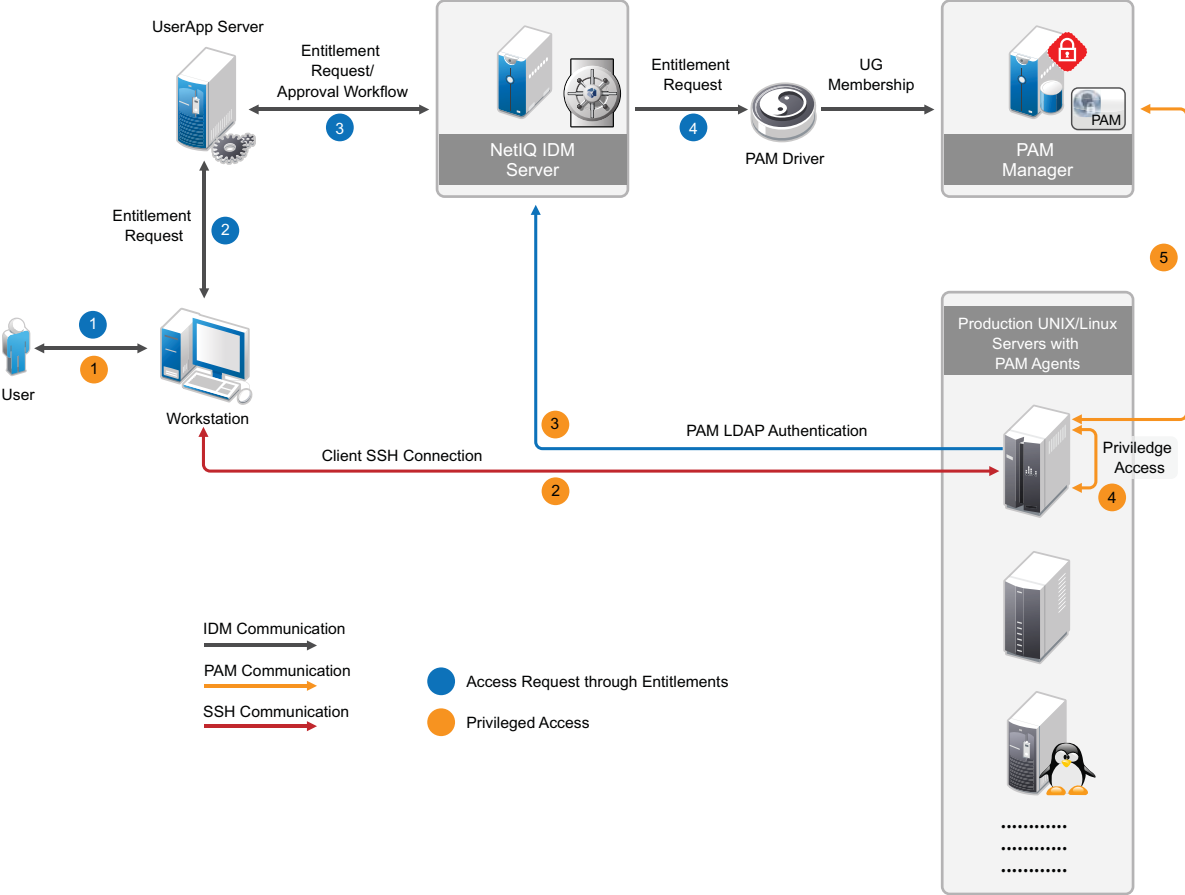 UserApp Server
Entitlement
Request/
Approval Workflow
3
NetIQ IDM
Server
Entitlement
Request
4
PAM Driver
UG
Membership
PAM
PAM
Manager
Entitlement
Request
2
5
1
1
User
Workstation
Production UNIX/Linux
Servers with
PAM Agents
3
PAM LDAP Authentication
Client SSH Connection
2
Priviledge
Access
4
IDM Communication
PAM Communication
SSH Communication
Access Request through Entitlements
Privileged Access
............
............
............